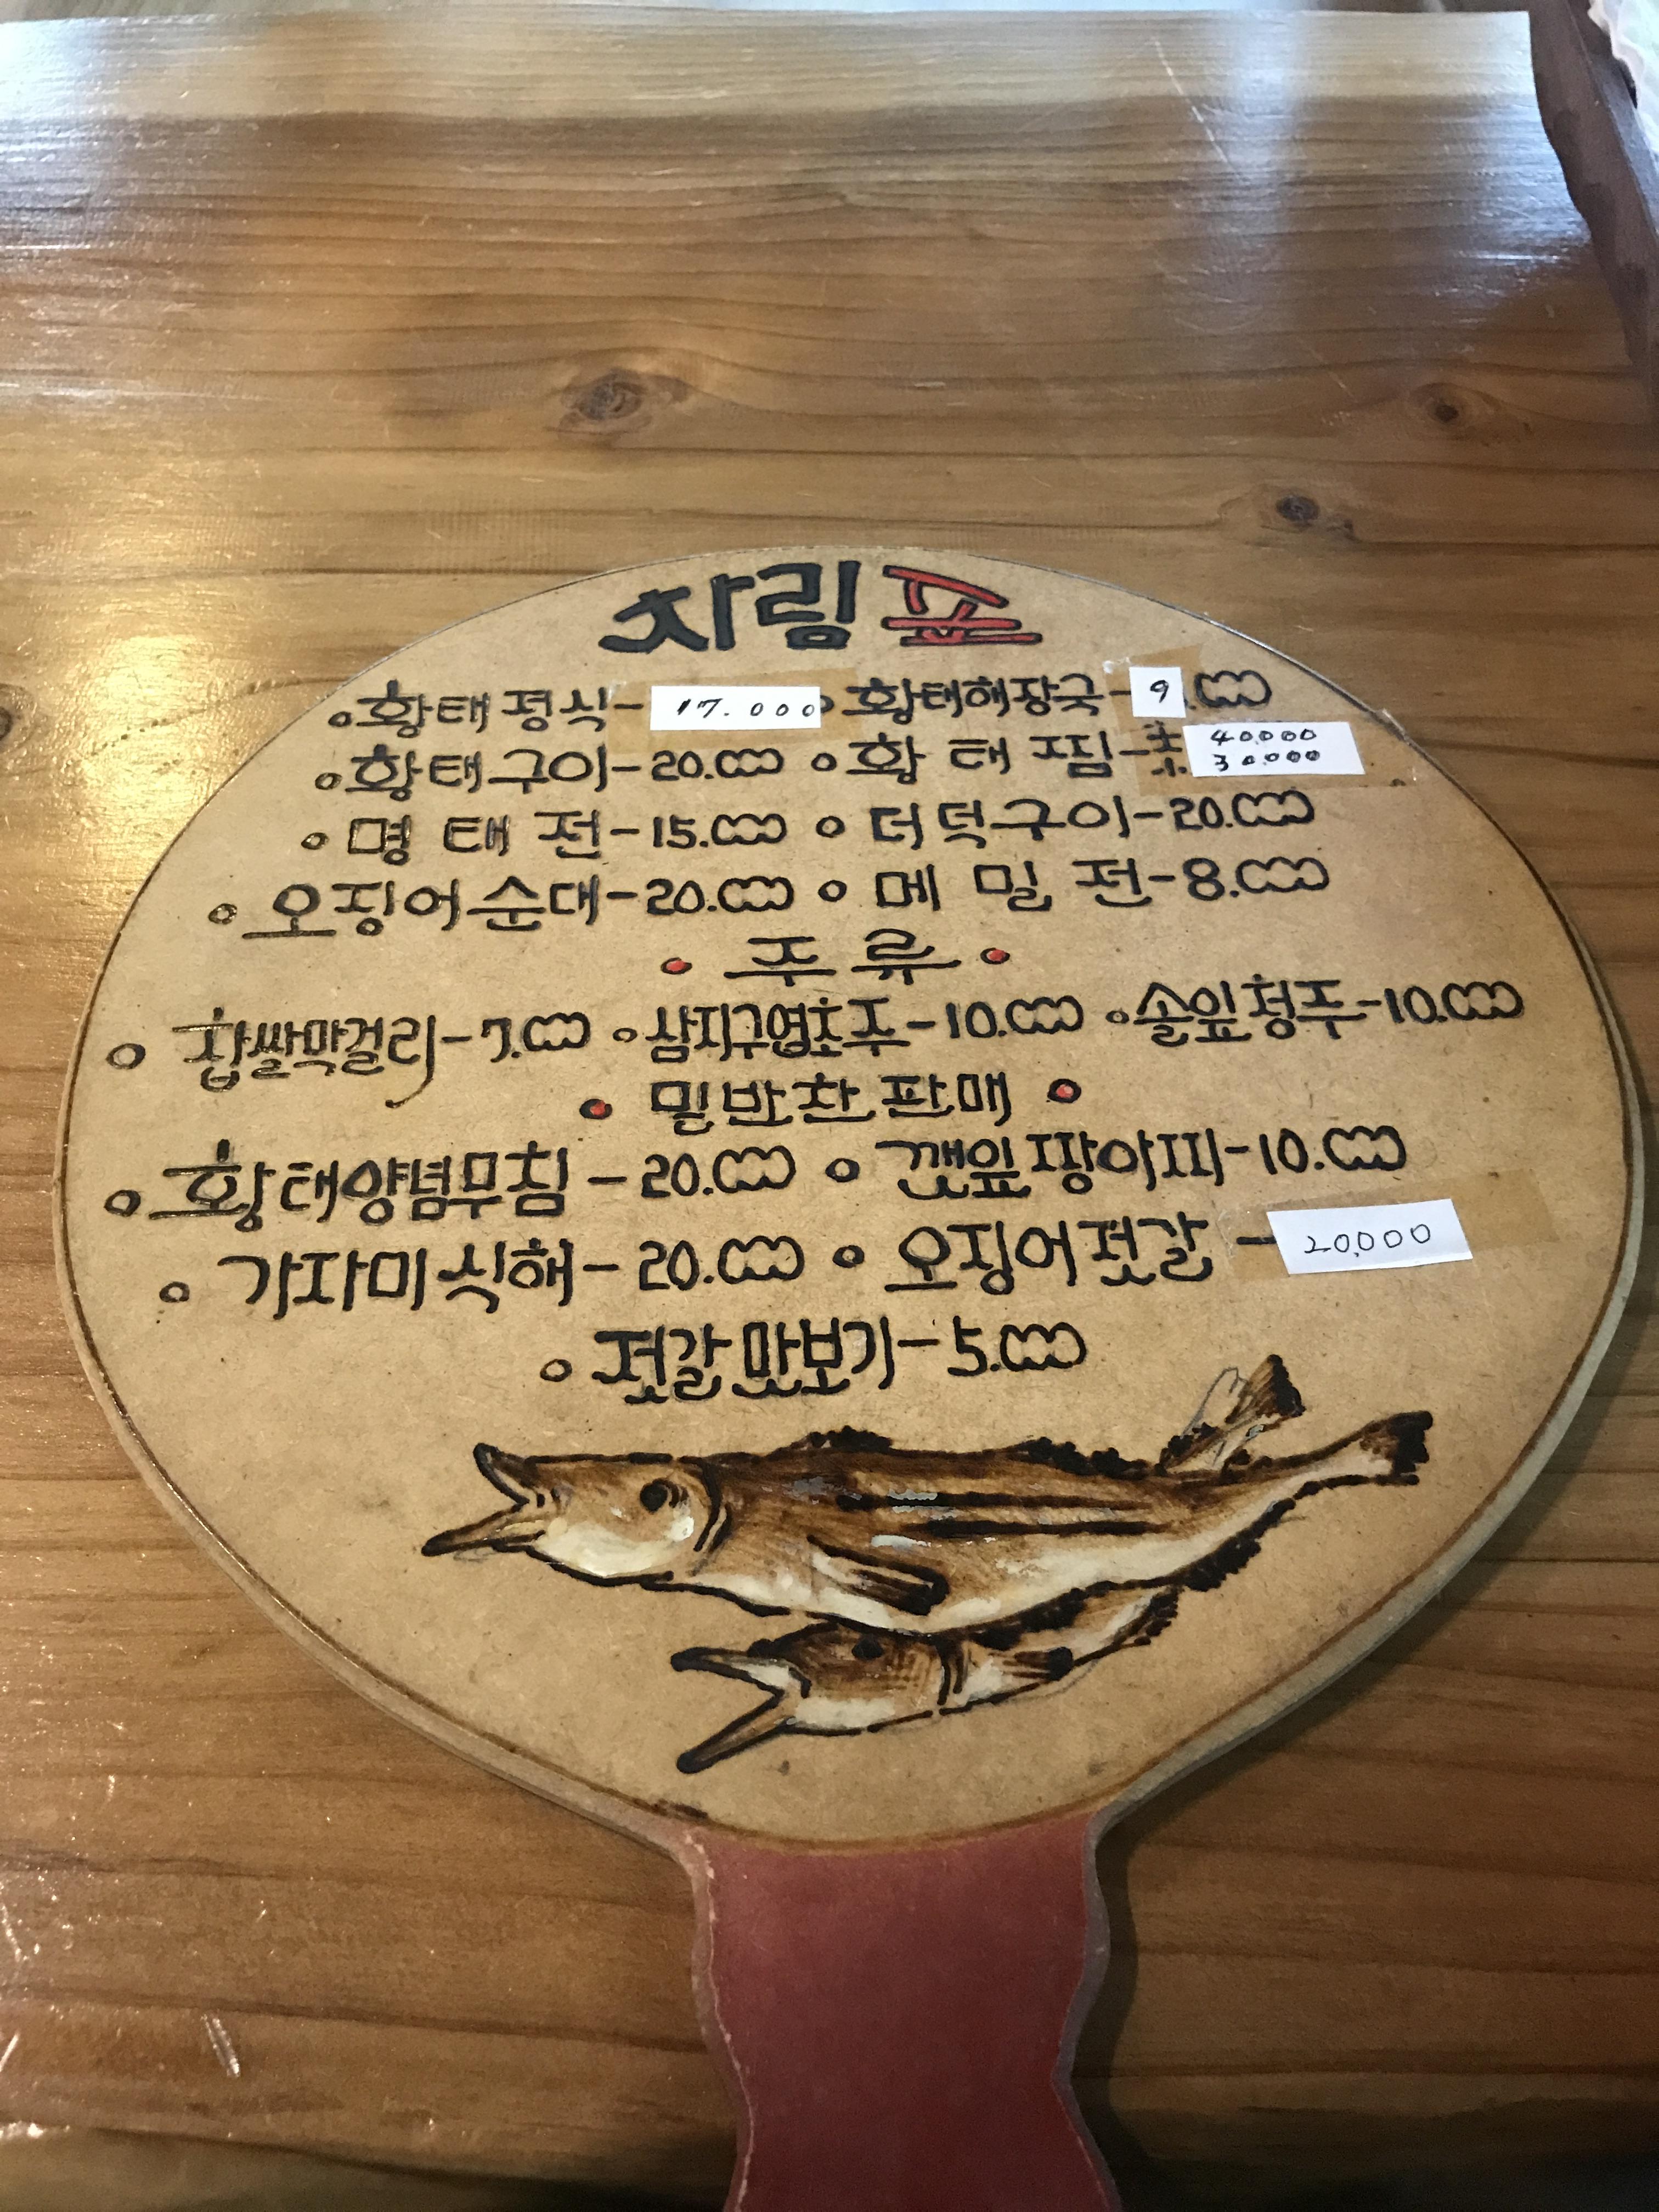 차림표
◦황태정식- 17.000 ◦황태해장국-9.000
◦황태구이-20.000 ◦황태찜- 40.000
小. 30.000
◦명태전-15.000 ◦더덕구이-20.000
◦오징어순대-20.000 ◦메밀전-8.000
• 주류 •
◦찹쌀막걸리-7.000 ◦삼지구엽초주-10.000 ◦솔잎청주-10.000
• 밑반찬판매 •
◦황태양념무침-20.000 ◦깻잎짱아찌-10.000
◦가자미식해-20.000 ◦오징어젓갈-20,000
◦젓갈맛보기-5.000